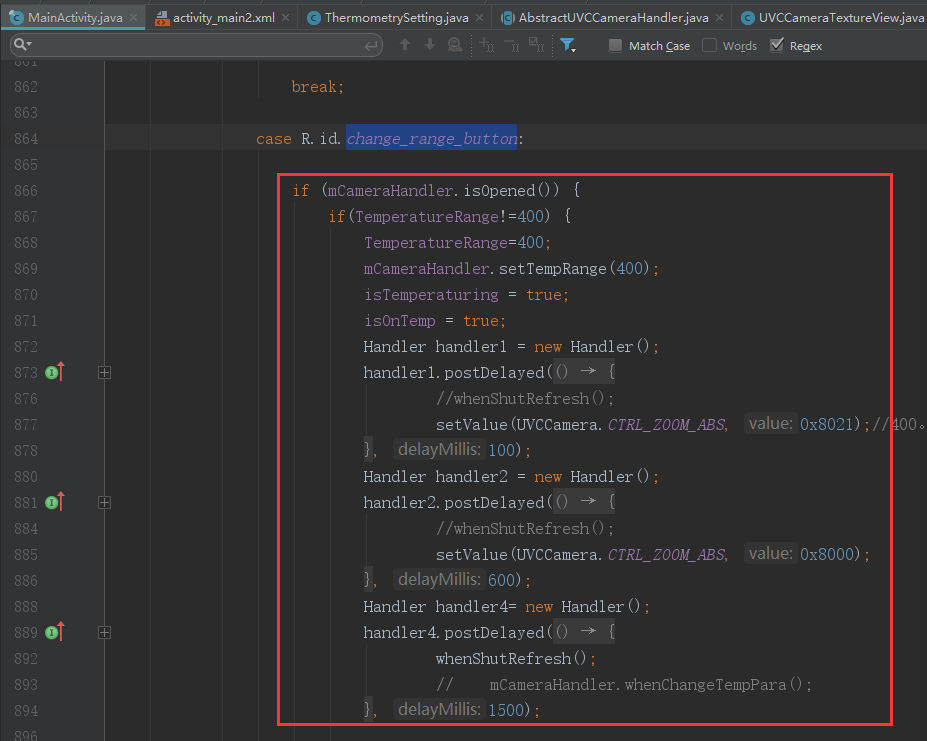 MainActivity.java × activity_main2.xml × ThermometrySetting.java × AbstractUVCCameraHandler.java × UVCCameraTextureView.java
Match Case Words Regex
861
862 break;
863
864 case R.id.change_range_button:
865
866 if (mCameraHandler.isOpened()) {
867 if(TemperatureRange!=400) {
868 TemperatureRange=400;
869 mCameraHandler.setTempRange(400);
870 isTemperaturing = true;
871 isOnTemp = true;
872 Handler handler1 = new Handler();
873 handler1.postDelayed(() → {
876 //whenShutRefresh();
877 setValue(UVCCamera.CTRL_ZOOM_ABS, value: 0x8021);//400。
878 }, delayMillis: 100);
880 Handler handler2 = new Handler();
881 handler2.postDelayed(() → {
884 //whenShutRefresh();
885 setValue(UVCCamera.CTRL_ZOOM_ABS, value: 0x8000);
886 }, delayMillis: 600);
888 Handler handler4= new Handler();
889 handler4.postDelayed(() → {
892 whenShutRefresh();
893 // mCameraHandler.whenChangeTempPara();
894 }, delayMillis: 1500);
896